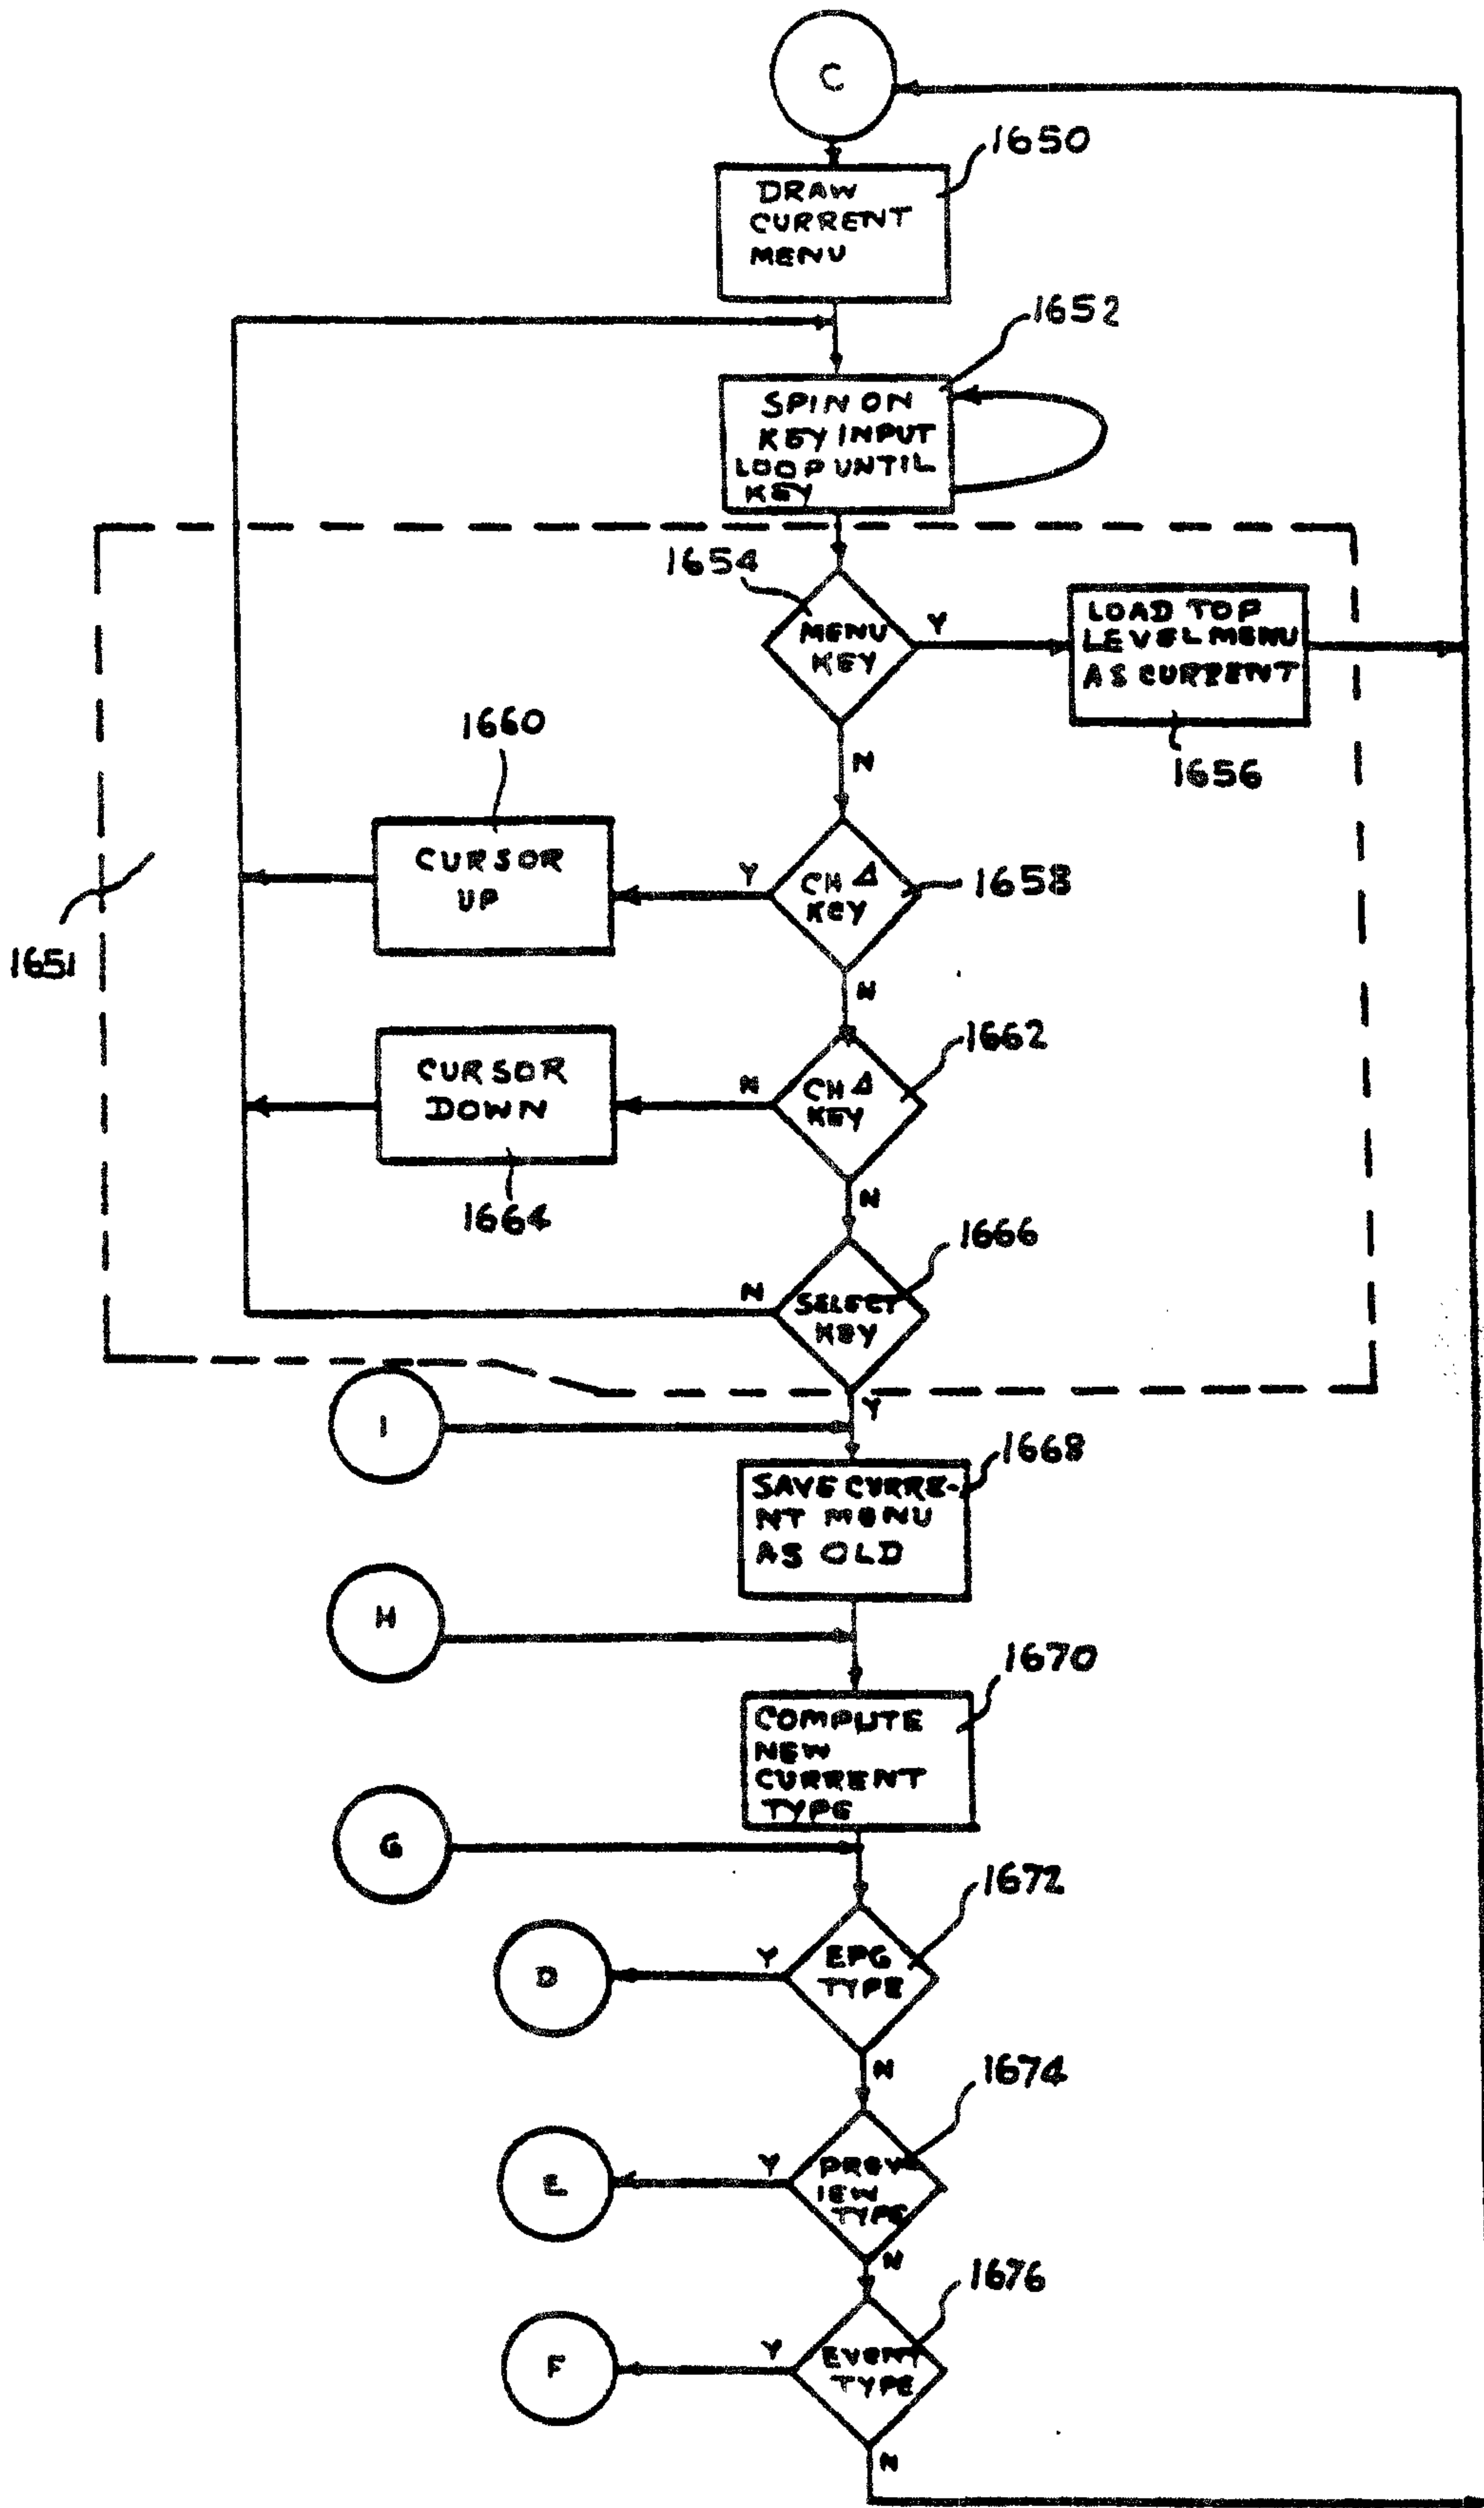 C
1650
DRAW
CURRENT
MENU
1652
SPIN ON
KEY INPUT
LOOP UNTIL
KEY
1654
MENU
KEY
Y
LOAD TOP
LEVEL MENU
AS CURRENT
1656
N
1660
CURSOR
UP
Y
CH Δ
KEY
1658
1651
N
1662
CURSOR
DOWN
N
CH Δ
KEY
1664
N
1666
N
SELECT
KEY
Y
I
1668
SAVE CURRE-
NT MENU
AS OLD
H
1670
COMPUTE
NEW
CURRENT
TYPE
G
1672
D
Y
EPG
TYPE
N
1674
E
Y
PREV
IEW
TYPE
N
1676
F
Y
EVENT
TYPE
N